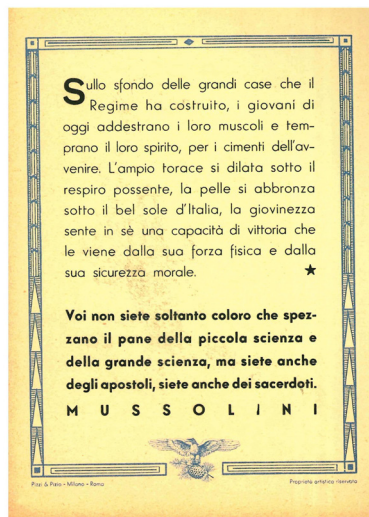 Sullo sfondo delle grandi case che il
Regime ha costruito, i giovani di
oggi addestrano i loro muscoli e tem-
prano il loro spirito, per i cimenti dell'av-
venire. L'ampio torace si dilata sotto il
respiro possente, la pelle si abbronza
sotto il bel sole d'Italia, la giovinezza
sente in sè una capacità di vittoria che
le viene dalla sua forza fisica e dalla
sua sicurezza morale. ★
Voi non siete soltanto coloro che spez-
zano il pane della piccola scienza e
della grande scienza, ma siete anche
degli apostoli, siete anche dei sacerdoti.
MUSSOLINI
Pizzi & Pizio - Milano - Roma
Proprietà artistica riservata